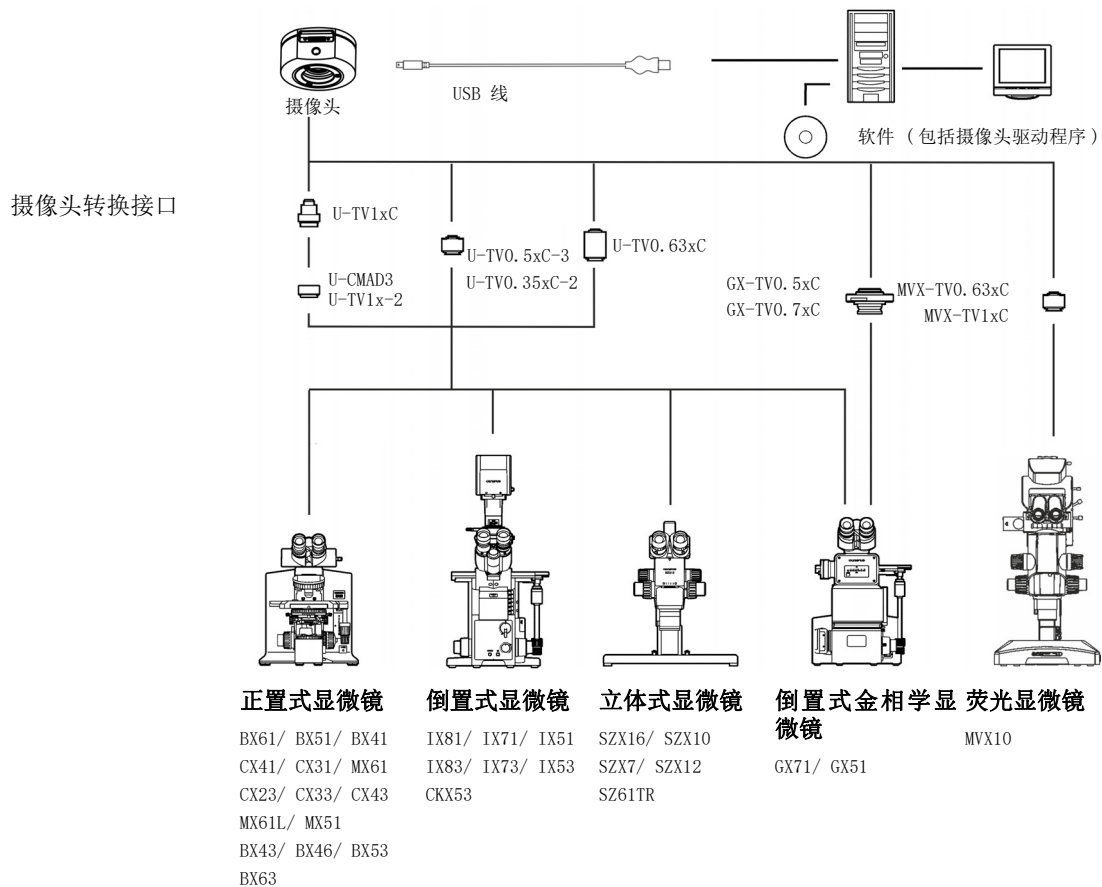 摄像头
USB 线
软件 (包括摄像头驱动程序)
摄像头转换接口
U-TV1xC
U-TV0.5xC-3
U-TV0.35xC-2
U-TV0.63xC
U-CMAD3
U-TV1x-2
GX-TV0.5xC
GX-TV0.7xC
MVX-TV0.63xC
MVX-TV1xC
正置式显微镜
BX61/ BX51/ BX41
CX41/ CX31/ MX61
CX23/ CX33/ CX43
MX61L/ MX51
BX43/ BX46/ BX53
BX63
倒置式显微镜
IX81/ IX71/ IX51
IX83/ IX73/ IX53
CKX53
立体式显微镜
SZX16/ SZX10
SZX7/ SZX12
SZ61TR
倒置式金相学显
微镜
GX71/ GX51
荧光显微镜
MVX10